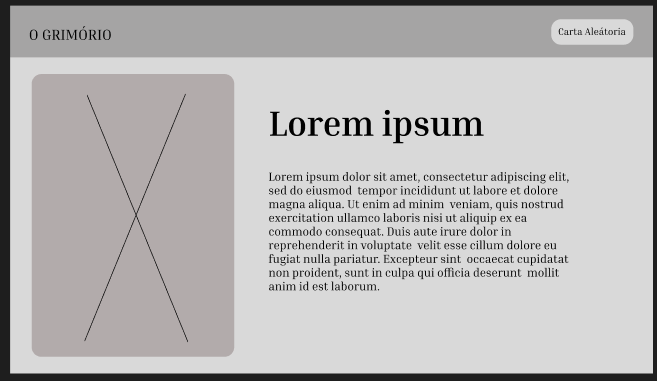 O GRIMÓRIO
Carta Aleátoria
Lorem ipsum
Lorem ipsum dolor sit amet, consectetur adipiscing elit,
sed do eiusmod  tempor incididunt ut labore et dolore
magna aliqua. Ut enim ad minim  veniam, quis nostrud
exercitation ullamco laboris nisi ut aliquip ex ea
commodo consequat. Duis aute irure dolor in
reprehenderit in voluptate  velit esse cillum dolore eu
fugiat nulla pariatur. Excepteur sint  occaecat cupidatat
non proident, sunt in culpa qui officia deserunt  mollit
anim id est laborum.